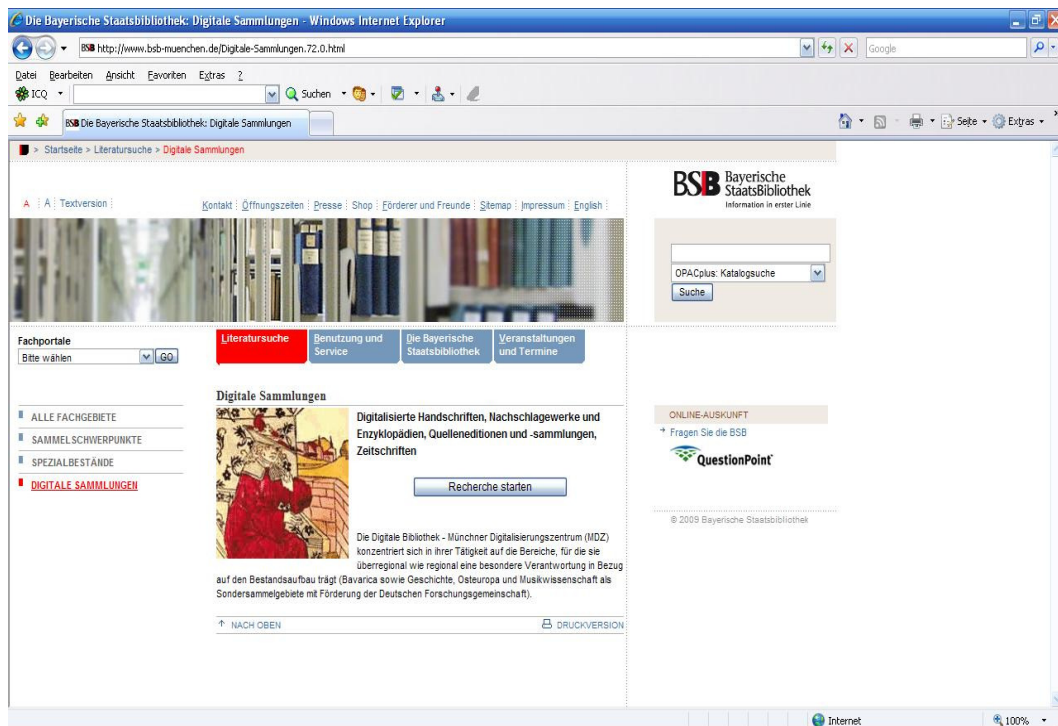 Die Bayerische Staatsbibliothek: Digitale Sammlungen - Windows Internet Explorer
BSB http://www.bsb-muenchen.de/Digitale-Sammlungen.72.0.html
Google
Datei Bearbeiten Ansicht Favoriten Extras ?
ICQ Suchen
BSB Die Bayerische Staatsbibliothek: Digitale Sammlungen
Seite Extras
> Startseite > Literatursuche > Digitale Sammlungen
BSB Bayerische
StaatsBibliothek
Information in erster Linie
A A Textversion
Kontakt Öffnungszeiten Presse Shop Förderer und Freunde Sitemap Impressum English
OPACplus: Katalogsuche
Suche
Fachportale
Bitte wählen GO
Literatursuche
Benutzung und
Service
Die Bayerische
Staatsbibliothek
Veranstaltungen
und Termine
ALLE FACHGEBIETE
SAMMELSCHWERPUNKTE
SPEZIALBESTÄNDE
DIGITALE SAMMLUNGEN
Digitale Sammlungen
Digitalisierte Handschriften, Nachschlagewerke und
Enzyklopädien, Quelleneditionen und -sammlungen,
Zeitschriften
Recherche starten
Die Digitale Bibliothek - Münchner Digitalisierungszentrum (MDZ)
konzentriert sich in ihrer Tätigkeit auf die Bereiche, für die sie
überregional wie regional eine besondere Verantwortung in Bezug
auf den Bestandsaufbau trägt (Bavarica sowie Geschichte, Osteuropa und Musikwissenschaft als
Sondersammelgebiete mit Förderung der Deutschen Forschungsgemeinschaft).
NACH OBEN DRUCKVERSION
ONLINE-AUSKUNFT
Fragen Sie die BSB
QuestionPoint
© 2009 Bayerische Staatsbibliothek
Internet 100%